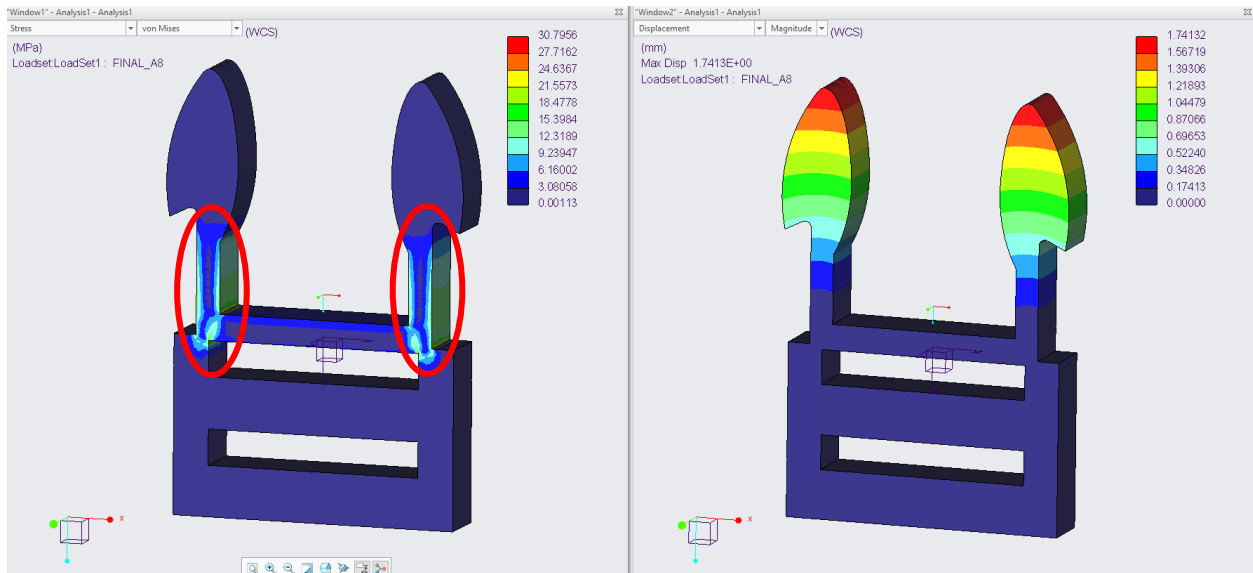 "Window1" - Analysis1 - Analysis1
Stress von Mises (WCS)
(MPa)
Loadset:LoadSet1 : FINAL_A8
30.7956
27.7162
24.6367
21.5573
18.4778
15.3984
12.3189
9.23947
6.16002
3.08058
0.00113
X
"Window2" - Analysis1 - Analysis1
Displacement Magnitude (WCS)
(mm)
Max Disp 1.7413E+00
Loadset:LoadSet1 : FINAL_A8
1.74132
1.56719
1.39306
1.21893
1.04479
0.87066
0.69653
0.52240
0.34826
0.17413
0.00000
X